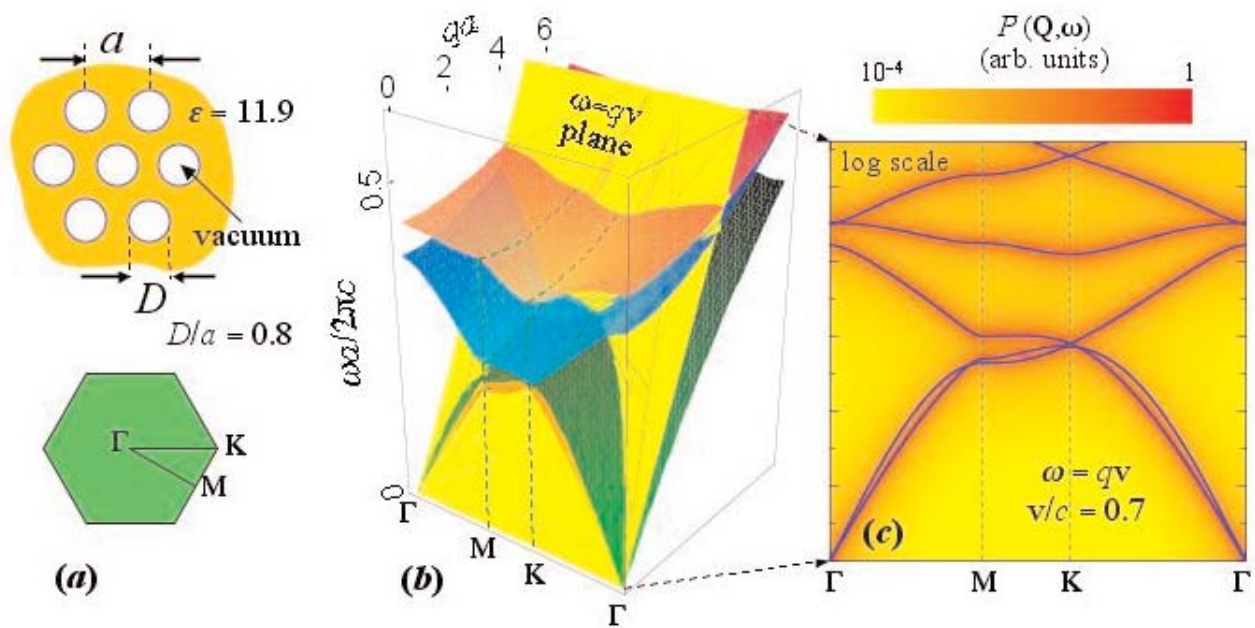 a
ε = 11.9
vacuum
D
D/a = 0.8
Γ
K
M
(a)
qa
0
2
4
6
ω=qv
plane
0.5
ωa/2πc
0
Γ
M
K
Γ
(b)
P(Q,ω)
(arb. units)
10-4
1
log scale
ω = qv
v/c = 0.7
(c)
Γ
M
K
Γ